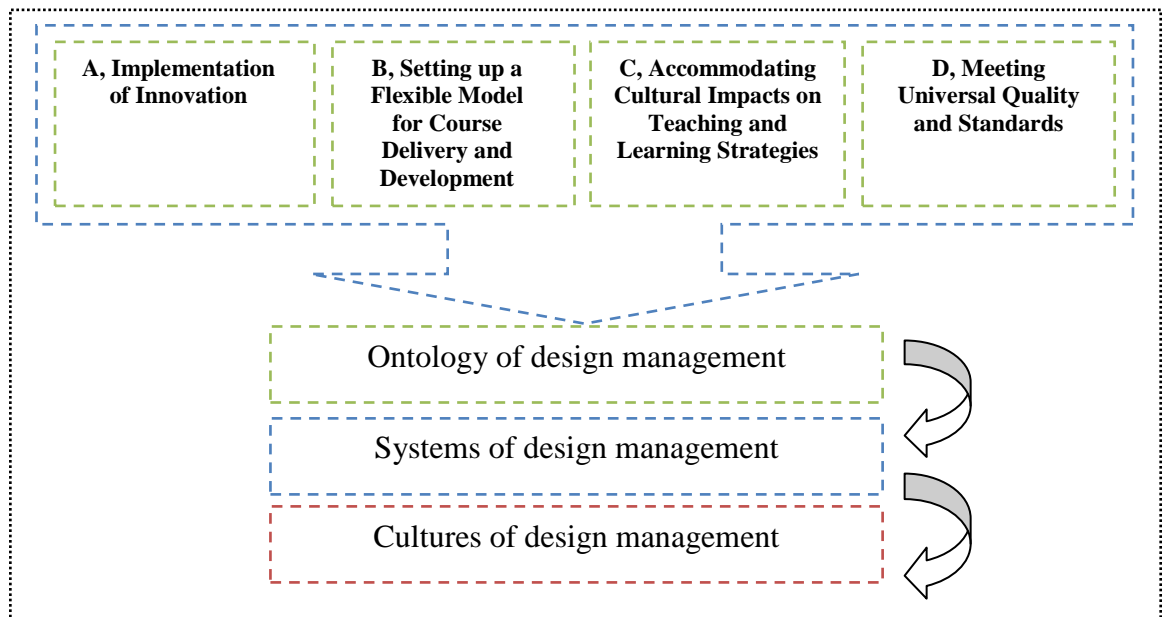 A, Implementation
of Innovation
B, Setting up a
Flexible Model
for Course
Delivery and
Development
C, Accommodating
Cultural Impacts on
Teaching and
Learning Strategies
D, Meeting
Universal Quality
and Standards
Ontology of design management
Systems of design management
Cultures of design management